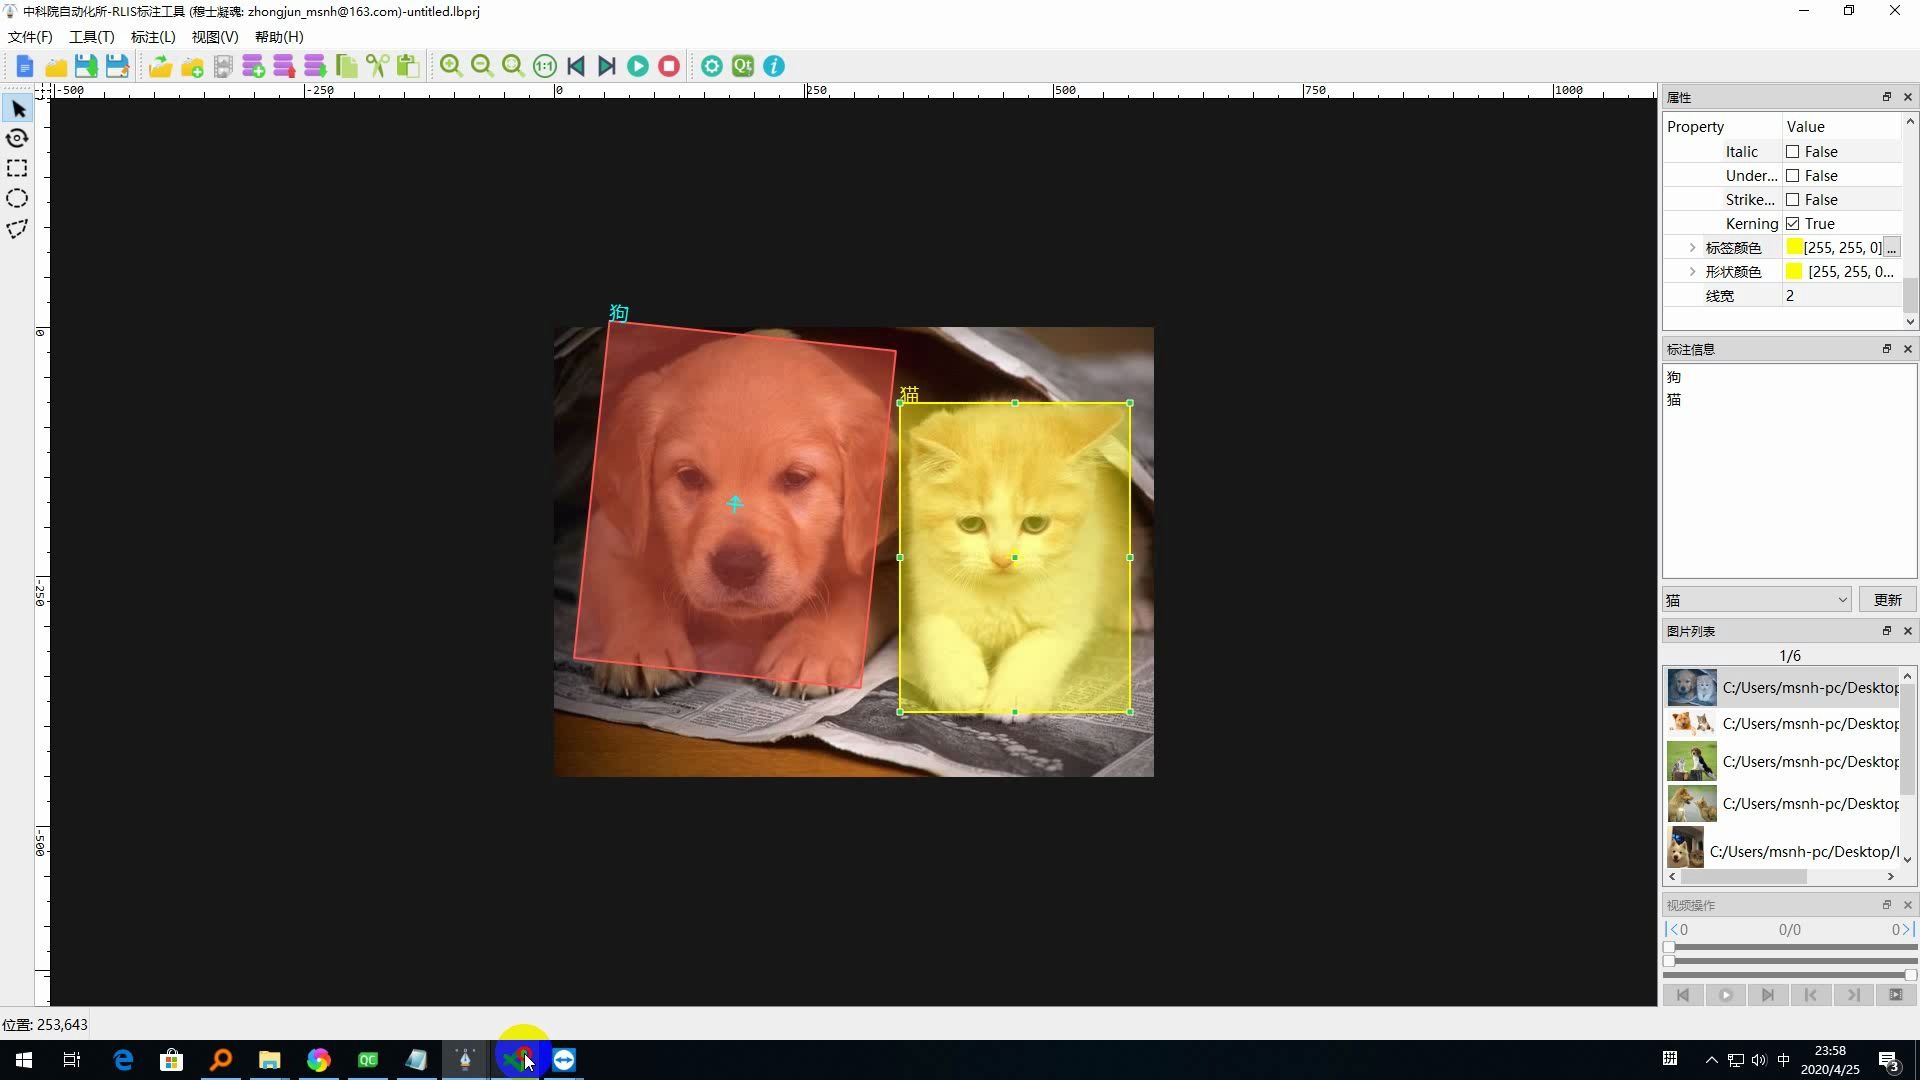 中科院自动化所-RLIS标注工具 (穆士凝魂: zhongjun_msnh@163.com)-untitled.lbprj
文件(F) 工具(T) 标注(L) 视图(V) 帮助(H)
1:1 Qt i
-500 -250 0 250 500 750 1000
0
-250
-500
狗
猫
属性
Property Value
Italic False
Under... False
Strike... False
Kerning True
标签颜色 [255, 255, 0] ...
形状颜色 [255, 255, 0...
线宽 2
标注信息
狗
猫
猫 更新
图片列表
1/6
C:/Users/msnh-pc/Desktop
C:/Users/msnh-pc/Desktop
C:/Users/msnh-pc/Desktop
C:/Users/msnh-pc/Desktop
C:/Users/msnh-pc/Desktop/
视频操作
0 0/0 0
位置: 253,643
QC
中
23:58
2020/4/25
3